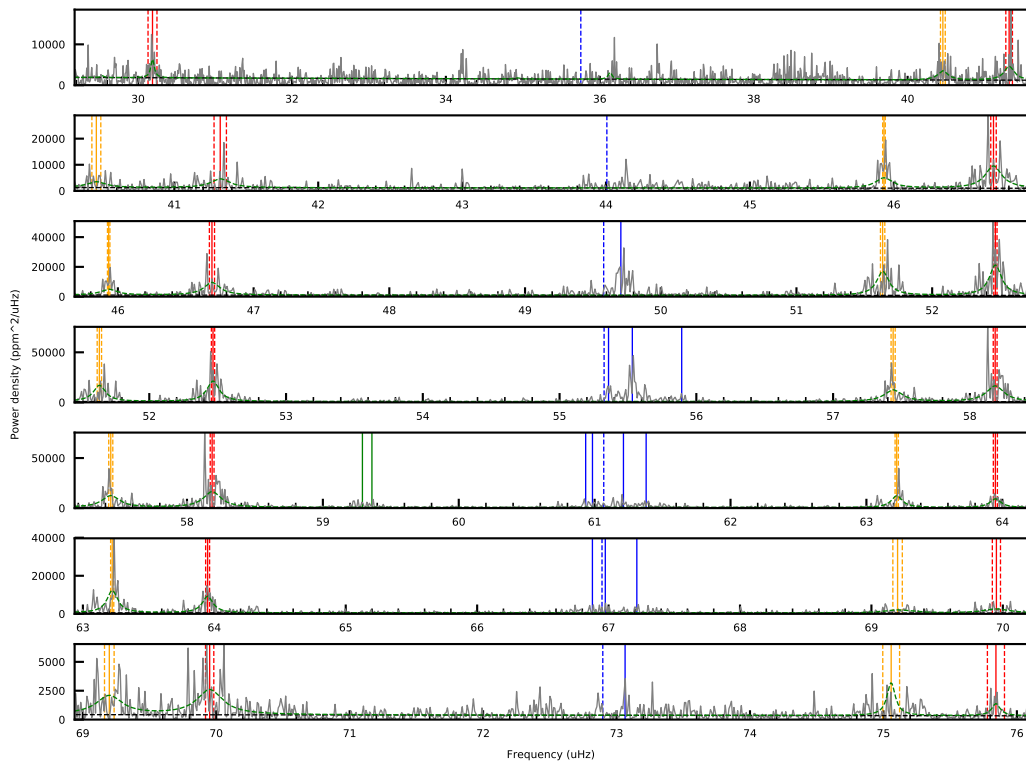 10000
0
30 32 34 36 38 40
20000
10000
0
41 42 43 44 45 46
40000
20000
0
46 47 48 49 50 51 52
50000
0
52 53 54 55 56 57 58
Power density (ppm^2/uHz)
50000
0
58 59 60 61 62 63 64
40000
20000
0
63 64 65 66 67 68 69 70
5000
2500
0
69 70 71 72 73 74 75 76
Frequency (uHz)